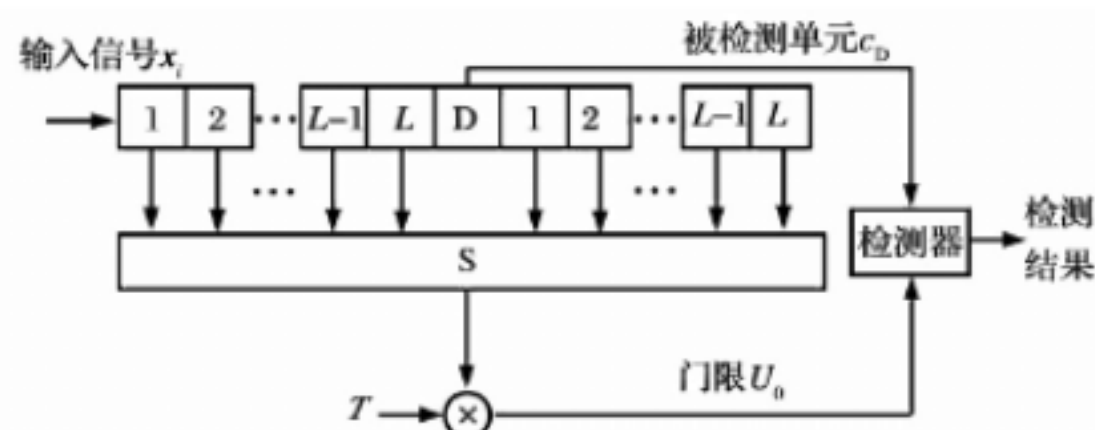 被检测单元c_D
输入信号x_i
1 2 ··· L-1 L D 1 2 ··· L-1 L
··· ···
检测
检测器
结果
S
门限U_0
T ×